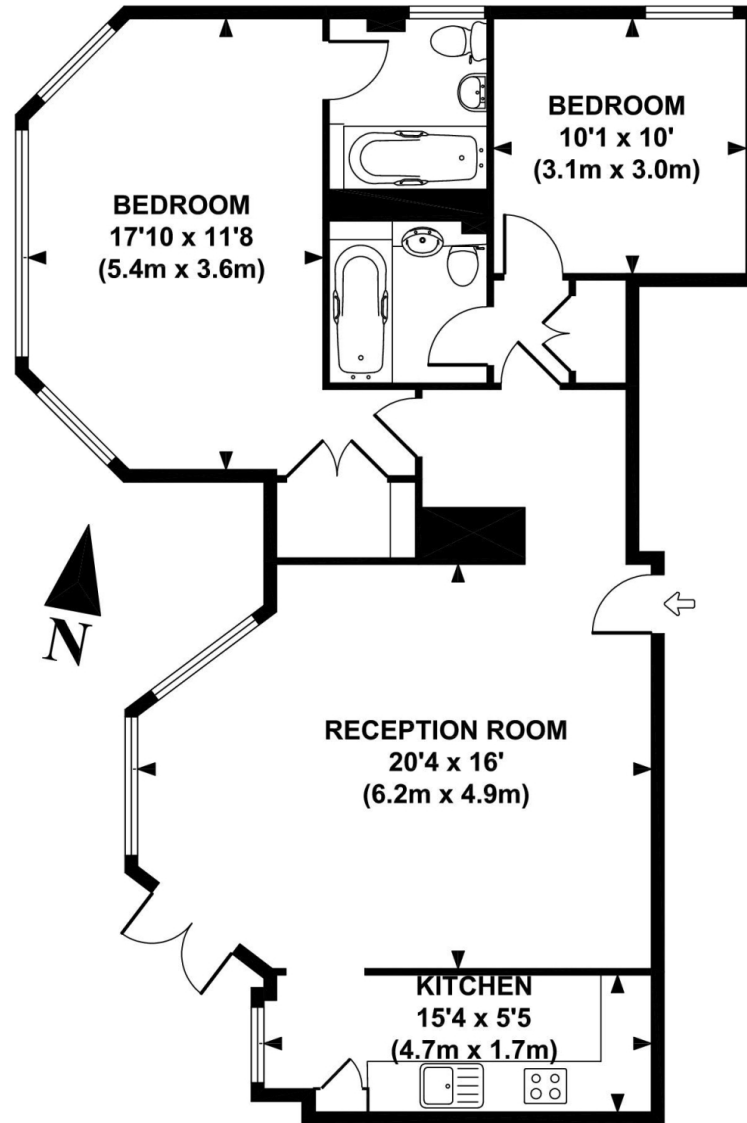 BEDROOM
10'1 x 10'
(3.1m x 3.0m)
BEDROOM
17'10 x 11'8
(5.4m x 3.6m)
N
RECEPTION ROOM
20'4 x 16'
(6.2m x 4.9m)
KITCHEN
15'4 x 5'5
(4.7m x 1.7m)